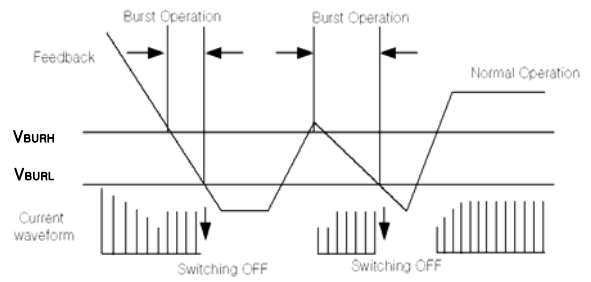 Burst Operation
Burst Operation
Feedback
Normal Operation
VBURH
VBURL
Current
waveform
Switching OFF
Switching OFF